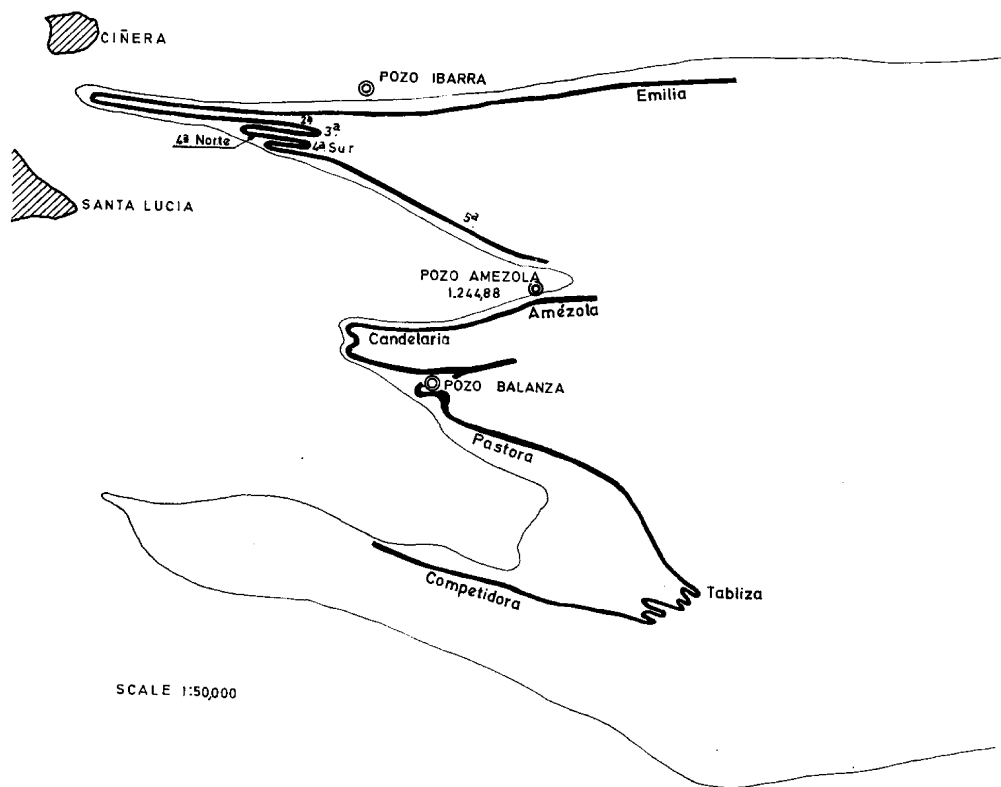 CIÑERA
POZO IBARRA
Emilia
2ª
3ª
4ª Norte
4ª Sur
SANTA LUCIA
5ª
POZO AMEZOLA
1.244,88
Amézola
Candelaria
POZO BALANZA
Pastora
Competidora
Tabliza
SCALE 1:50,000